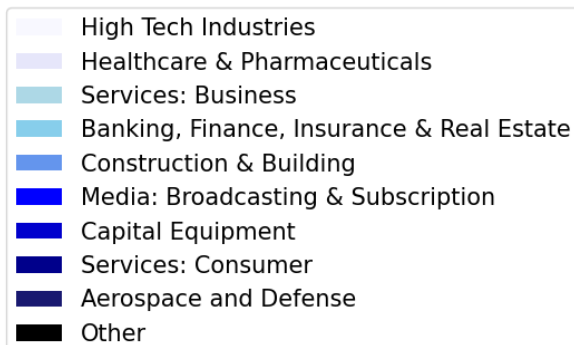 High Tech Industries
Healthcare & Pharmaceuticals
Services: Business
Banking, Finance, Insurance & Real Estate
Construction & Building
Media: Broadcasting & Subscription
Capital Equipment
Services: Consumer
Aerospace and Defense
Other